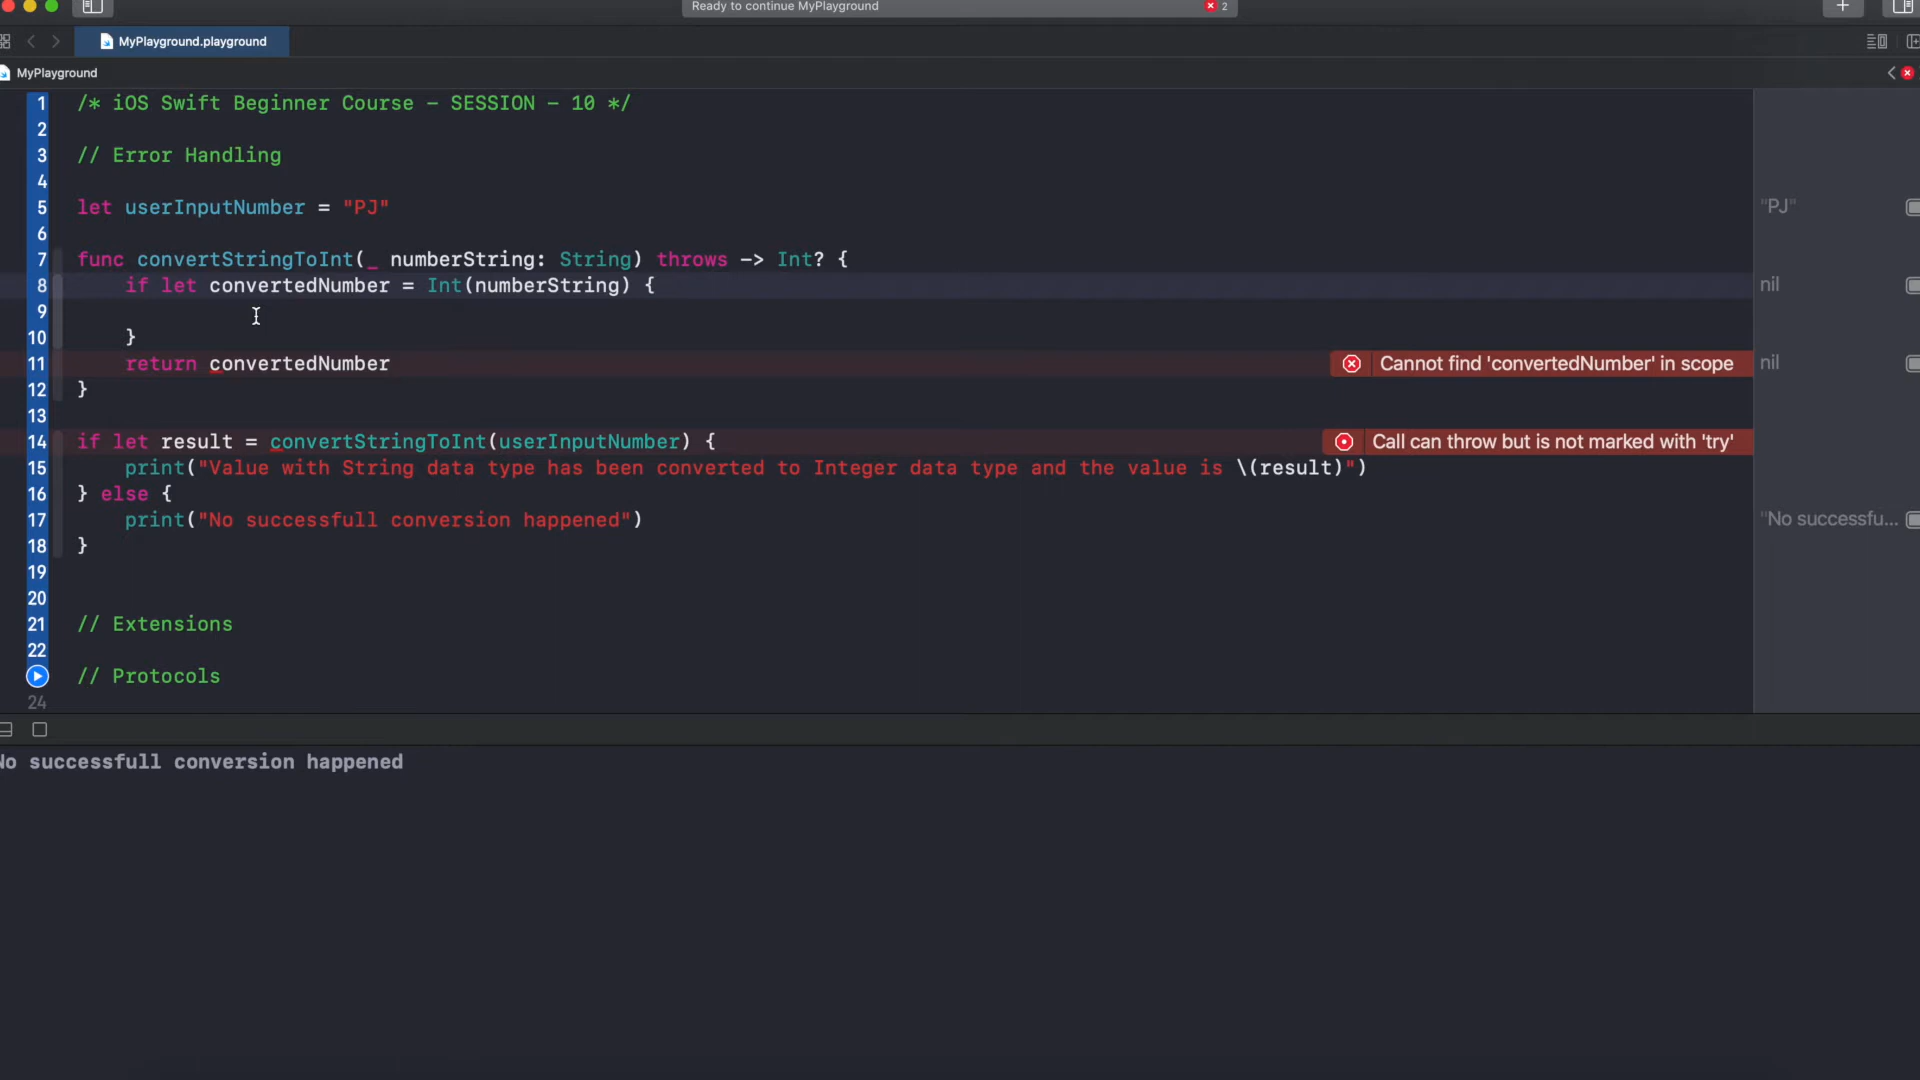 Ready to continue MyPlayground
2
MyPlayground.playground
MyPlayground
1 /* iOS Swift Beginner Course - SESSION - 10 */
2
3 // Error Handling
4
5 let userInputNumber = "PJ"
"PJ"
6
7 func convertStringToInt(_ numberString: String) throws -> Int? {
8     if let convertedNumber = Int(numberString) {
nil
9
10     }
11     return convertedNumber
Cannot find 'convertedNumber' in scope
nil
12 }
13
14 if let result = convertStringToInt(userInputNumber) {
Call can throw but is not marked with 'try'
15     print("Value with String data type has been converted to Integer data type and the value is \(result)")
16 } else {
17     print("No successfull conversion happened")
"No successfu...
18 }
19
20
21 // Extensions
22
// Protocols
24
No successfull conversion happened